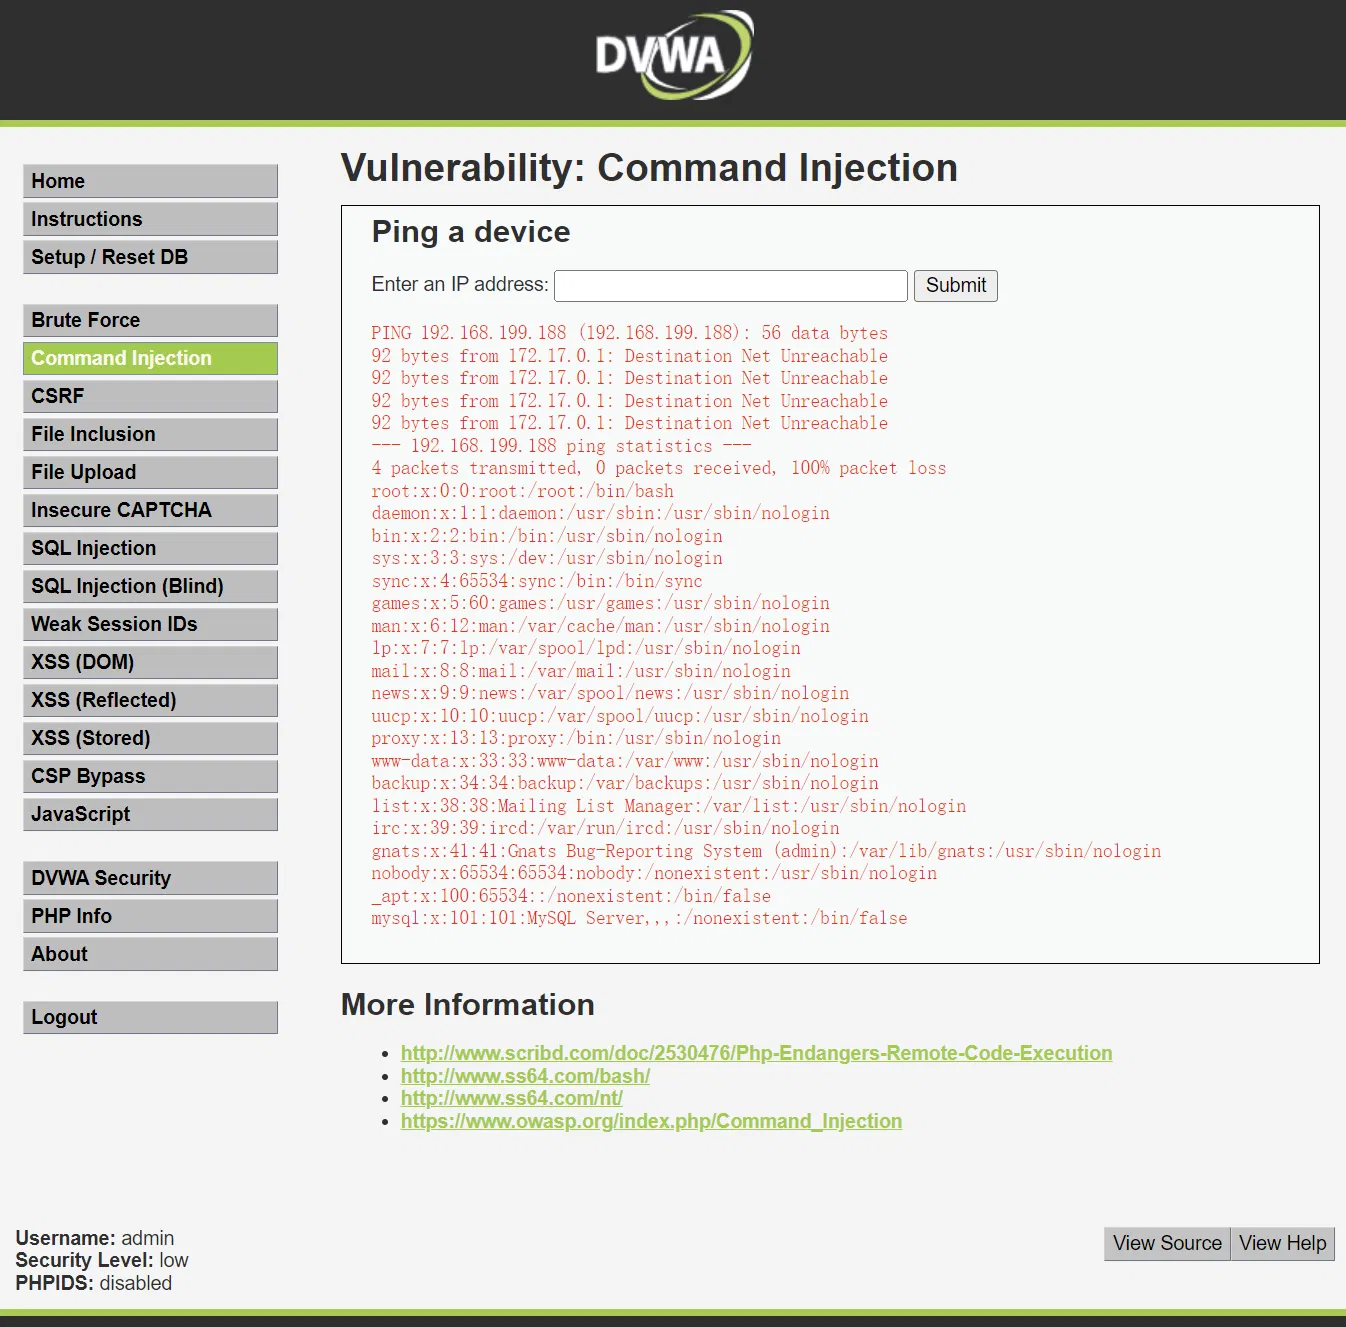 DVWA
Home
Instructions
Setup / Reset DB
Brute Force
Command Injection
CSRF
File Inclusion
File Upload
Insecure CAPTCHA
SQL Injection
SQL Injection (Blind)
Weak Session IDs
XSS (DOM)
XSS (Reflected)
XSS (Stored)
CSP Bypass
JavaScript
DVWA Security
PHP Info
About
Logout
Vulnerability: Command Injection
Ping a device
Enter an IP address: Submit
PING 192.168.199.188 (192.168.199.188): 56 data bytes
92 bytes from 172.17.0.1: Destination Net Unreachable
92 bytes from 172.17.0.1: Destination Net Unreachable
92 bytes from 172.17.0.1: Destination Net Unreachable
92 bytes from 172.17.0.1: Destination Net Unreachable
--- 192.168.199.188 ping statistics ---
4 packets transmitted, 0 packets received, 100% packet loss
root:x:0:0:root:/root:/bin/bash
daemon:x:1:1:daemon:/usr/sbin:/usr/sbin/nologin
bin:x:2:2:bin:/bin:/usr/sbin/nologin
sys:x:3:3:sys:/dev:/usr/sbin/nologin
sync:x:4:65534:sync:/bin:/bin/sync
games:x:5:60:games:/usr/games:/usr/sbin/nologin
man:x:6:12:man:/var/cache/man:/usr/sbin/nologin
lp:x:7:7:lp:/var/spool/lpd:/usr/sbin/nologin
mail:x:8:8:mail:/var/mail:/usr/sbin/nologin
news:x:9:9:news:/var/spool/news:/usr/sbin/nologin
uucp:x:10:10:uucp:/var/spool/uucp:/usr/sbin/nologin
proxy:x:13:13:proxy:/bin:/usr/sbin/nologin
www-data:x:33:33:www-data:/var/www:/usr/sbin/nologin
backup:x:34:34:backup:/var/backups:/usr/sbin/nologin
list:x:38:38:Mailing List Manager:/var/list:/usr/sbin/nologin
irc:x:39:39:ircd:/var/run/ircd:/usr/sbin/nologin
gnats:x:41:41:Gnats Bug-Reporting System (admin):/var/lib/gnats:/usr/sbin/nologin
nobody:x:65534:65534:nobody:/nonexistent:/usr/sbin/nologin
_apt:x:100:65534::/nonexistent:/bin/false
mysql:x:101:101:MySQL Server,,,:/nonexistent:/bin/false
More Information
http://www.scribd.com/doc/2530476/Php-Endangers-Remote-Code-Execution
http://www.ss64.com/bash/
http://www.ss64.com/nt/
https://www.owasp.org/index.php/Command_Injection
Username: admin
Security Level: low
PHPIDS: disabled
View Source View Help